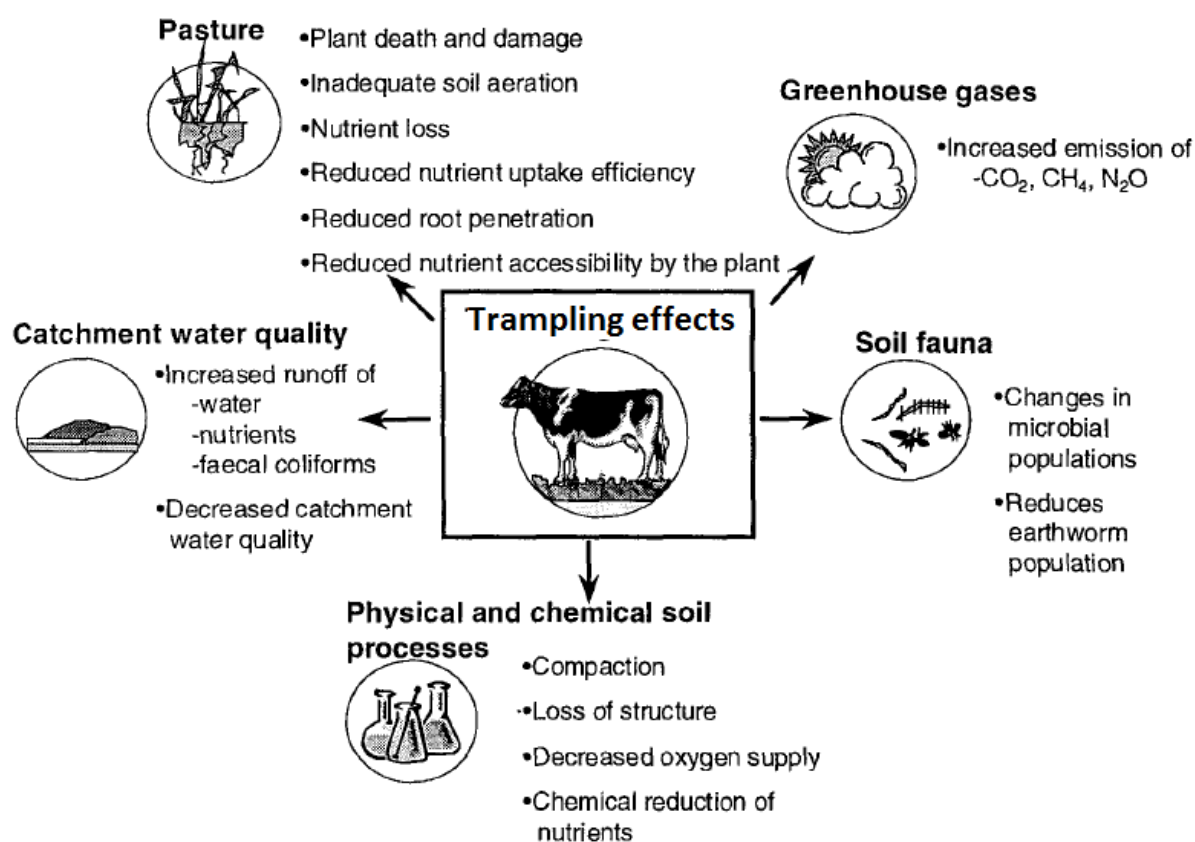 Pasture
•Plant death and damage
•Inadequate soil aeration
•Nutrient loss
•Reduced nutrient uptake efficiency
•Reduced root penetration
•Reduced nutrient accessibility by the plant
Greenhouse gases
•Increased emission of
-CO₂, CH₄, N₂O
Trampling effects
Catchment water quality
•Increased runoff of
-water
-nutrients
-faecal coliforms
•Decreased catchment
water quality
Soil fauna
•Changes in
microbial
populations
•Reduces
earthworm
population
Physical and chemical soil
processes
•Compaction
•Loss of structure
•Decreased oxygen supply
•Chemical reduction of
nutrients